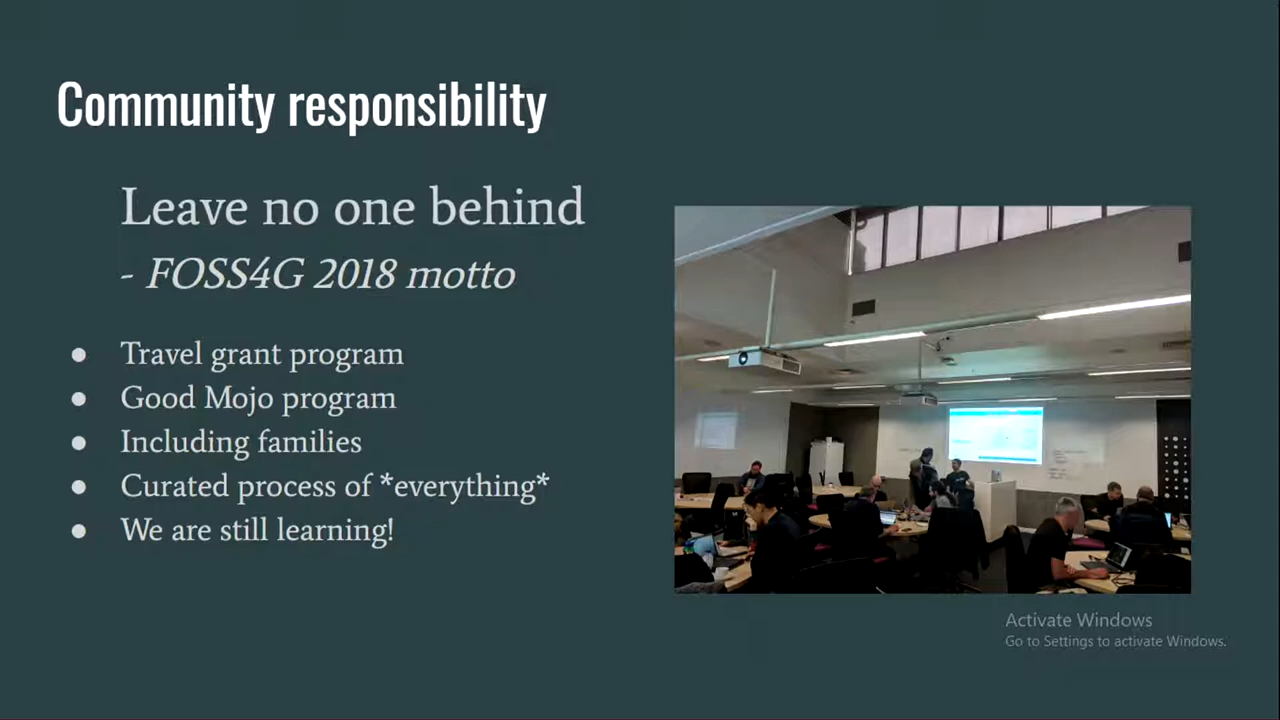 Community responsibility
Leave no one behind
- FOSS4G 2018 motto
● Travel grant program
● Good Mojo program
● Including families
● Curated process of *everything*
● We are still learning!
Activate Windows
Go to Settings to activate Windows.